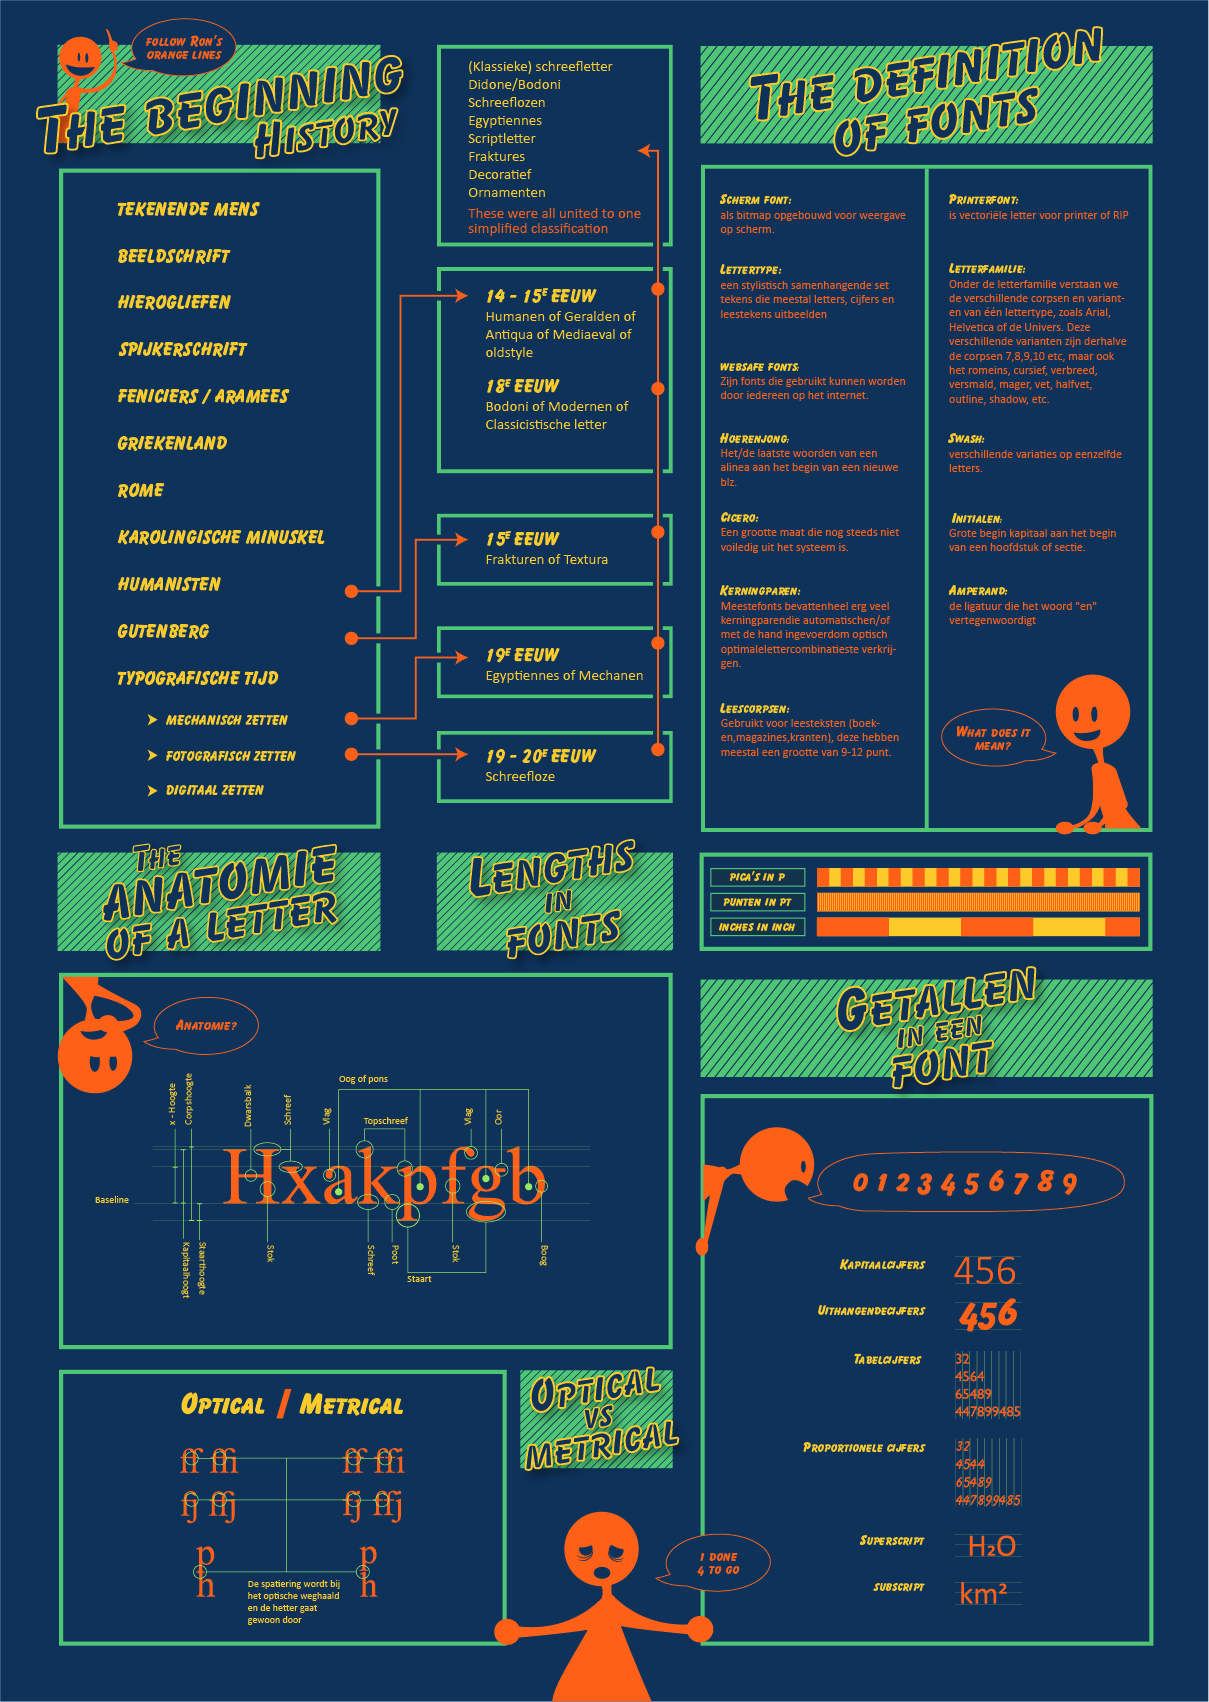 FOLLOW RON'S
ORANGE LINES
THE BEGINNING
HISTORY
TEKENENDE MENS
BEELDSCHRIFT
HIEROGLIEFEN
SPIJKERSCHRIFT
FENICIERS / ARAMEES
GRIEKENLAND
ROME
KAROLINGISCHE MINUSKEL
HUMANISTEN
GUTENBERG
TYPOGRAFISCHE TIJD
MECHANISCH ZETTEN
FOTOGRAFISCH ZETTEN
DIGITAAL ZETTEN
(Klassieke) schreefletter
Didone/Bodoni
Schreeflozen
Egyptiennes
Scriptletter
Fraktures
Decoratief
Ornamenten
These were all united to one
simplified classification
14 - 15E EEUW
Humanen of Geralden of
Antiqua of Mediaeval of
oldstyle
18E EEUW
Bodoni of Modernen of
Classicistische letter
15E EEUW
Frakturen of Textura
19E EEUW
Egyptiennes of Mechanen
19 - 20E EEUW
Schreefloze
THE DEFINITION
OF FONTS
SCHERM FONT:
als bitmap opgebouwd voor weergave
op scherm.
LETTERTYPE:
een stylistisch samenhangende set
tekens die meestal letters, cijfers en
leestekens uitbeelden
WEBSAFE FONTS:
Zijn fonts die gebruikt kunnen worden
door iedereen op het internet.
HOERENJONG:
Het/de laatste woorden van een
alinea aan het begin van een nieuwe
blz.
CICERO:
Een grootte maat die nog steeds niet
voiledig uit het systeem is.
KERNINGPAREN:
Meestefonts bevattenheel erg veel
kerningparendie automatischen/of
met de hand ingevoerdom optisch
optimalelettercombinatieste verkrij-
gen.
LEESCORPSEN:
Gebruikt voor leesteksten (boek-
en,magazines,kranten), deze hebben
meestal een grootte van 9-12 punt.
PRINTERFONT:
is vectoriële letter voor printer of RIP
LETTERFAMILIE:
Onder de letterfamilie verstaan we
de verschillende corpsen en variant-
en van één lettertype, zoals Arial,
Helvetica of de Univers. Deze
verschillende varianten zijn derhalve
de corpsen 7,8,9,10 etc, maar ook
het romeins, cursief, verbreed,
versmald, mager, vet, halfvet,
outline, shadow, etc.
SWASH:
verschillende variaties op eenzelfde
letters.
INITIALEN:
Grote begin kapitaal aan het begin
van een hoofdstuk of sectie.
AMPERAND:
de ligatuur die het woord "en"
vertegenwoordigt
WHAT DOES IT
MEAN?
THE
ANATOMIE
OF A LETTER
LENGTHS
IN
FONTS
PICA'S IN P
PUNTEN IN PT
INCHES IN INCH
ANATOMIE?
Oog of pons
x - Hoogte
Corpshoogte
Dwarsbalk
Schreef
Vlag
Topschreef
Vlag
Oor
Hxakpfgb
Baseline
Kapitaalhoogt
Staarthoogte
Stok
Schreef
Poot
Stok
Boog
Staart
GETALLEN
IN EEN
FONT
0 1 2 3 4 5 6 7 8 9
KAPITAALCIJFERS
456
UITHANGENDECIJFERS
456
TABELCIJFERS
32
4564
65489
447899485
PROPORTIONELE CIJFERS
32
4544
65489
447899485
SUPERSCRIPT
H₂O
SUBSCRIPT
km²
OPTICAL / METRICAL
ff ffi ff ffi
fj ffj fj ffj
p p
h h
De spatiering wordt bij
het optische weghaald
en de hetter gaat
gewoon door
OPTICAL
VS
METRICAL
1 DONE
4 TO GO